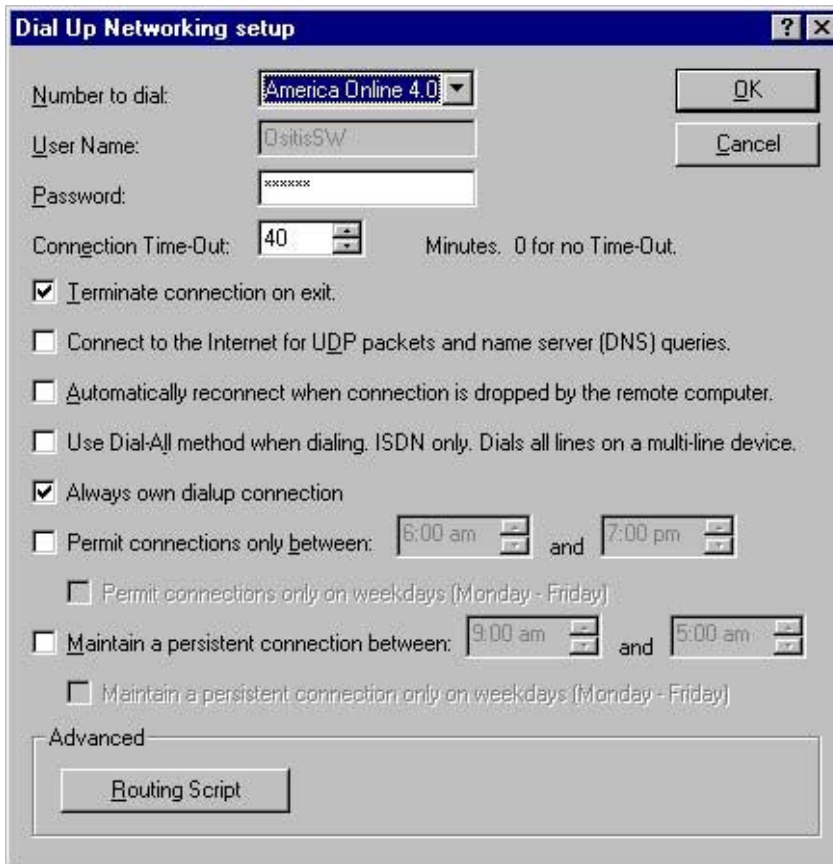 Dial Up Networking setup
Number to dial: America Online 4.0 OK
User Name: OsitisSW Cancel
Password: ******
Connection Time-Out: 40 Minutes. 0 for no Time-Out.
Terminate connection on exit.
Connect to the Internet for UDP packets and name server (DNS) queries.
Automatically reconnect when connection is dropped by the remote computer.
Use Dial-All method when dialing. ISDN only. Dials all lines on a multi-line device.
Always own dialup connection
Permit connections only between: 6:00 am and 7:00 pm
Permit connections only on weekdays (Monday - Friday)
Maintain a persistent connection between: 9:00 am and 5:00 am
Maintain a persistent connection only on weekdays (Monday - Friday)
Advanced
Routing Script